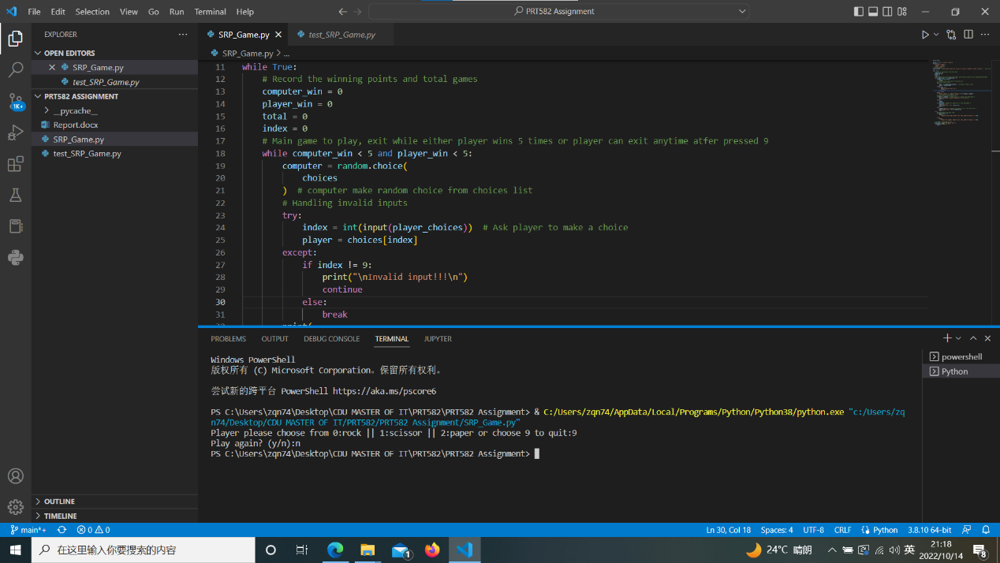 File Edit Selection View Go Run Terminal Help
PRT582 Assignment
EXPLORER
OPEN EDITORS
SRP_Game.py
test_SRP_Game.py
PRT582 ASSIGNMENT
__pycache__
Report.docx
SRP_Game.py
test_SRP_Game.py
OUTLINE
TIMELINE
1K+
SRP_Game.py test_SRP_Game.py
SRP_Game.py > ...
11 while True:
12 # Record the winning points and total games
13 computer_win = 0
14 player_win = 0
15 total = 0
16 index = 0
17 # Main game to play, exit while either player wins 5 times or player can exit anytime atfer pressed 9
18 while computer_win < 5 and player_win < 5:
19 computer = random.choice(
20 choices
21 ) # computer make random choice from choices list
22 # Handling invalid inputs
23 try:
24 index = int(input(player_choices)) # Ask player to make a choice
25 player = choices[index]
26 except:
27 if index != 9:
28 print("\nInvalid input!!!\n")
29 continue
30 else:
31 break
PROBLEMS OUTPUT DEBUG CONSOLE TERMINAL JUPYTER
powershell
Python
Windows PowerShell
版权所有 (C) Microsoft Corporation。保留所有权利。
尝试新的跨平台 PowerShell https://aka.ms/pscore6
PS C:\Users\zqn74\Desktop\CDU MASTER OF IT\PRT582\PRT582 Assignment> & C:/Users/zqn74/AppData/Local/Programs/Python/Python38/python.exe "c:/Users/zq
n74/Desktop/CDU MASTER OF IT/PRT582/PRT582 Assignment/SRP_Game.py"
Player please choose from 0:rock || 1:scissor || 2:paper or choose 9 to quit:9
Play again? (y/n):n
PS C:\Users\zqn74\Desktop\CDU MASTER OF IT\PRT582\PRT582 Assignment>
main*+ 0 0 Ln 30, Col 18 Spaces: 4 UTF-8 CRLF Python 3.8.10 64-bit
在这里输入你要搜索的内容 1 24°C 晴朗 英 21:18 8
2022/10/14